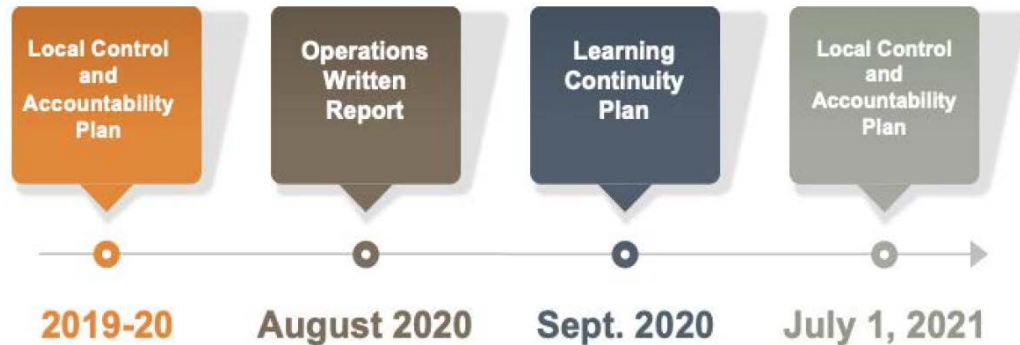 Local Control
and
Accountability
Plan
Operations
Written
Report
Learning
Continuity
Plan
Local Control
and
Accountability
Plan
2019-20
August 2020
Sept. 2020
July 1, 2021